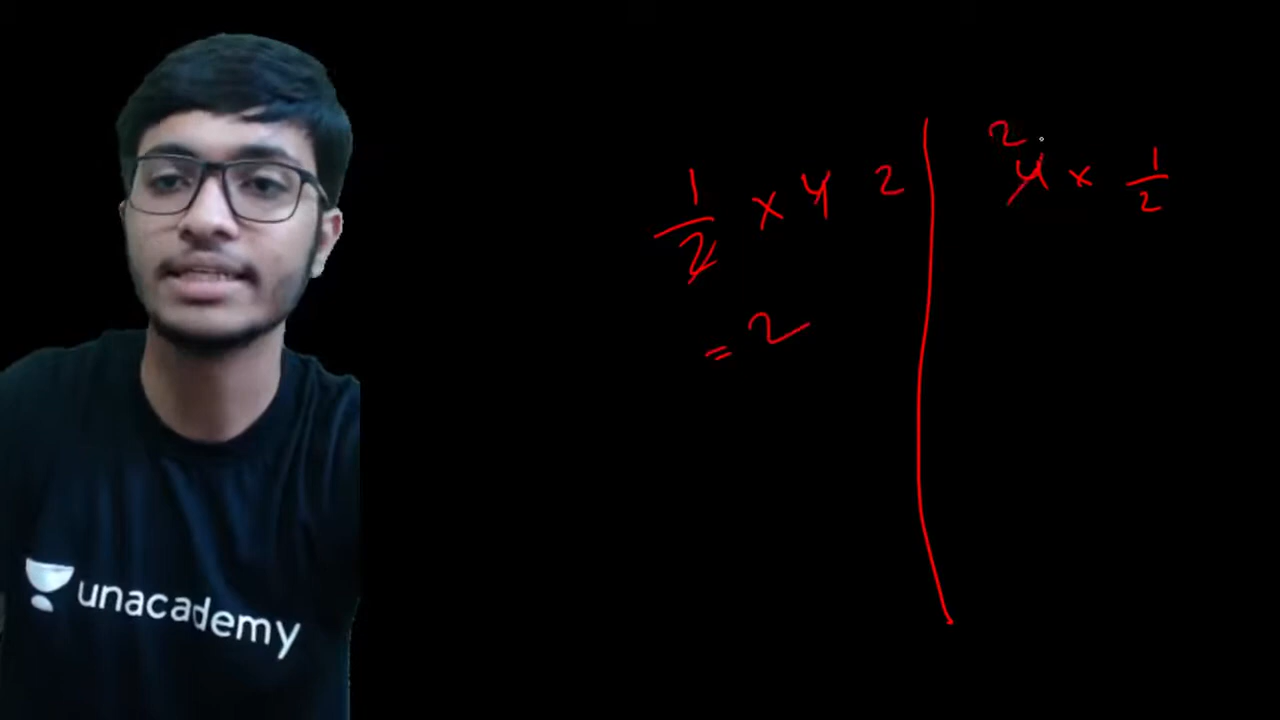 1/2 × 4 2
= 2
2
4 × 1/2
unacademy